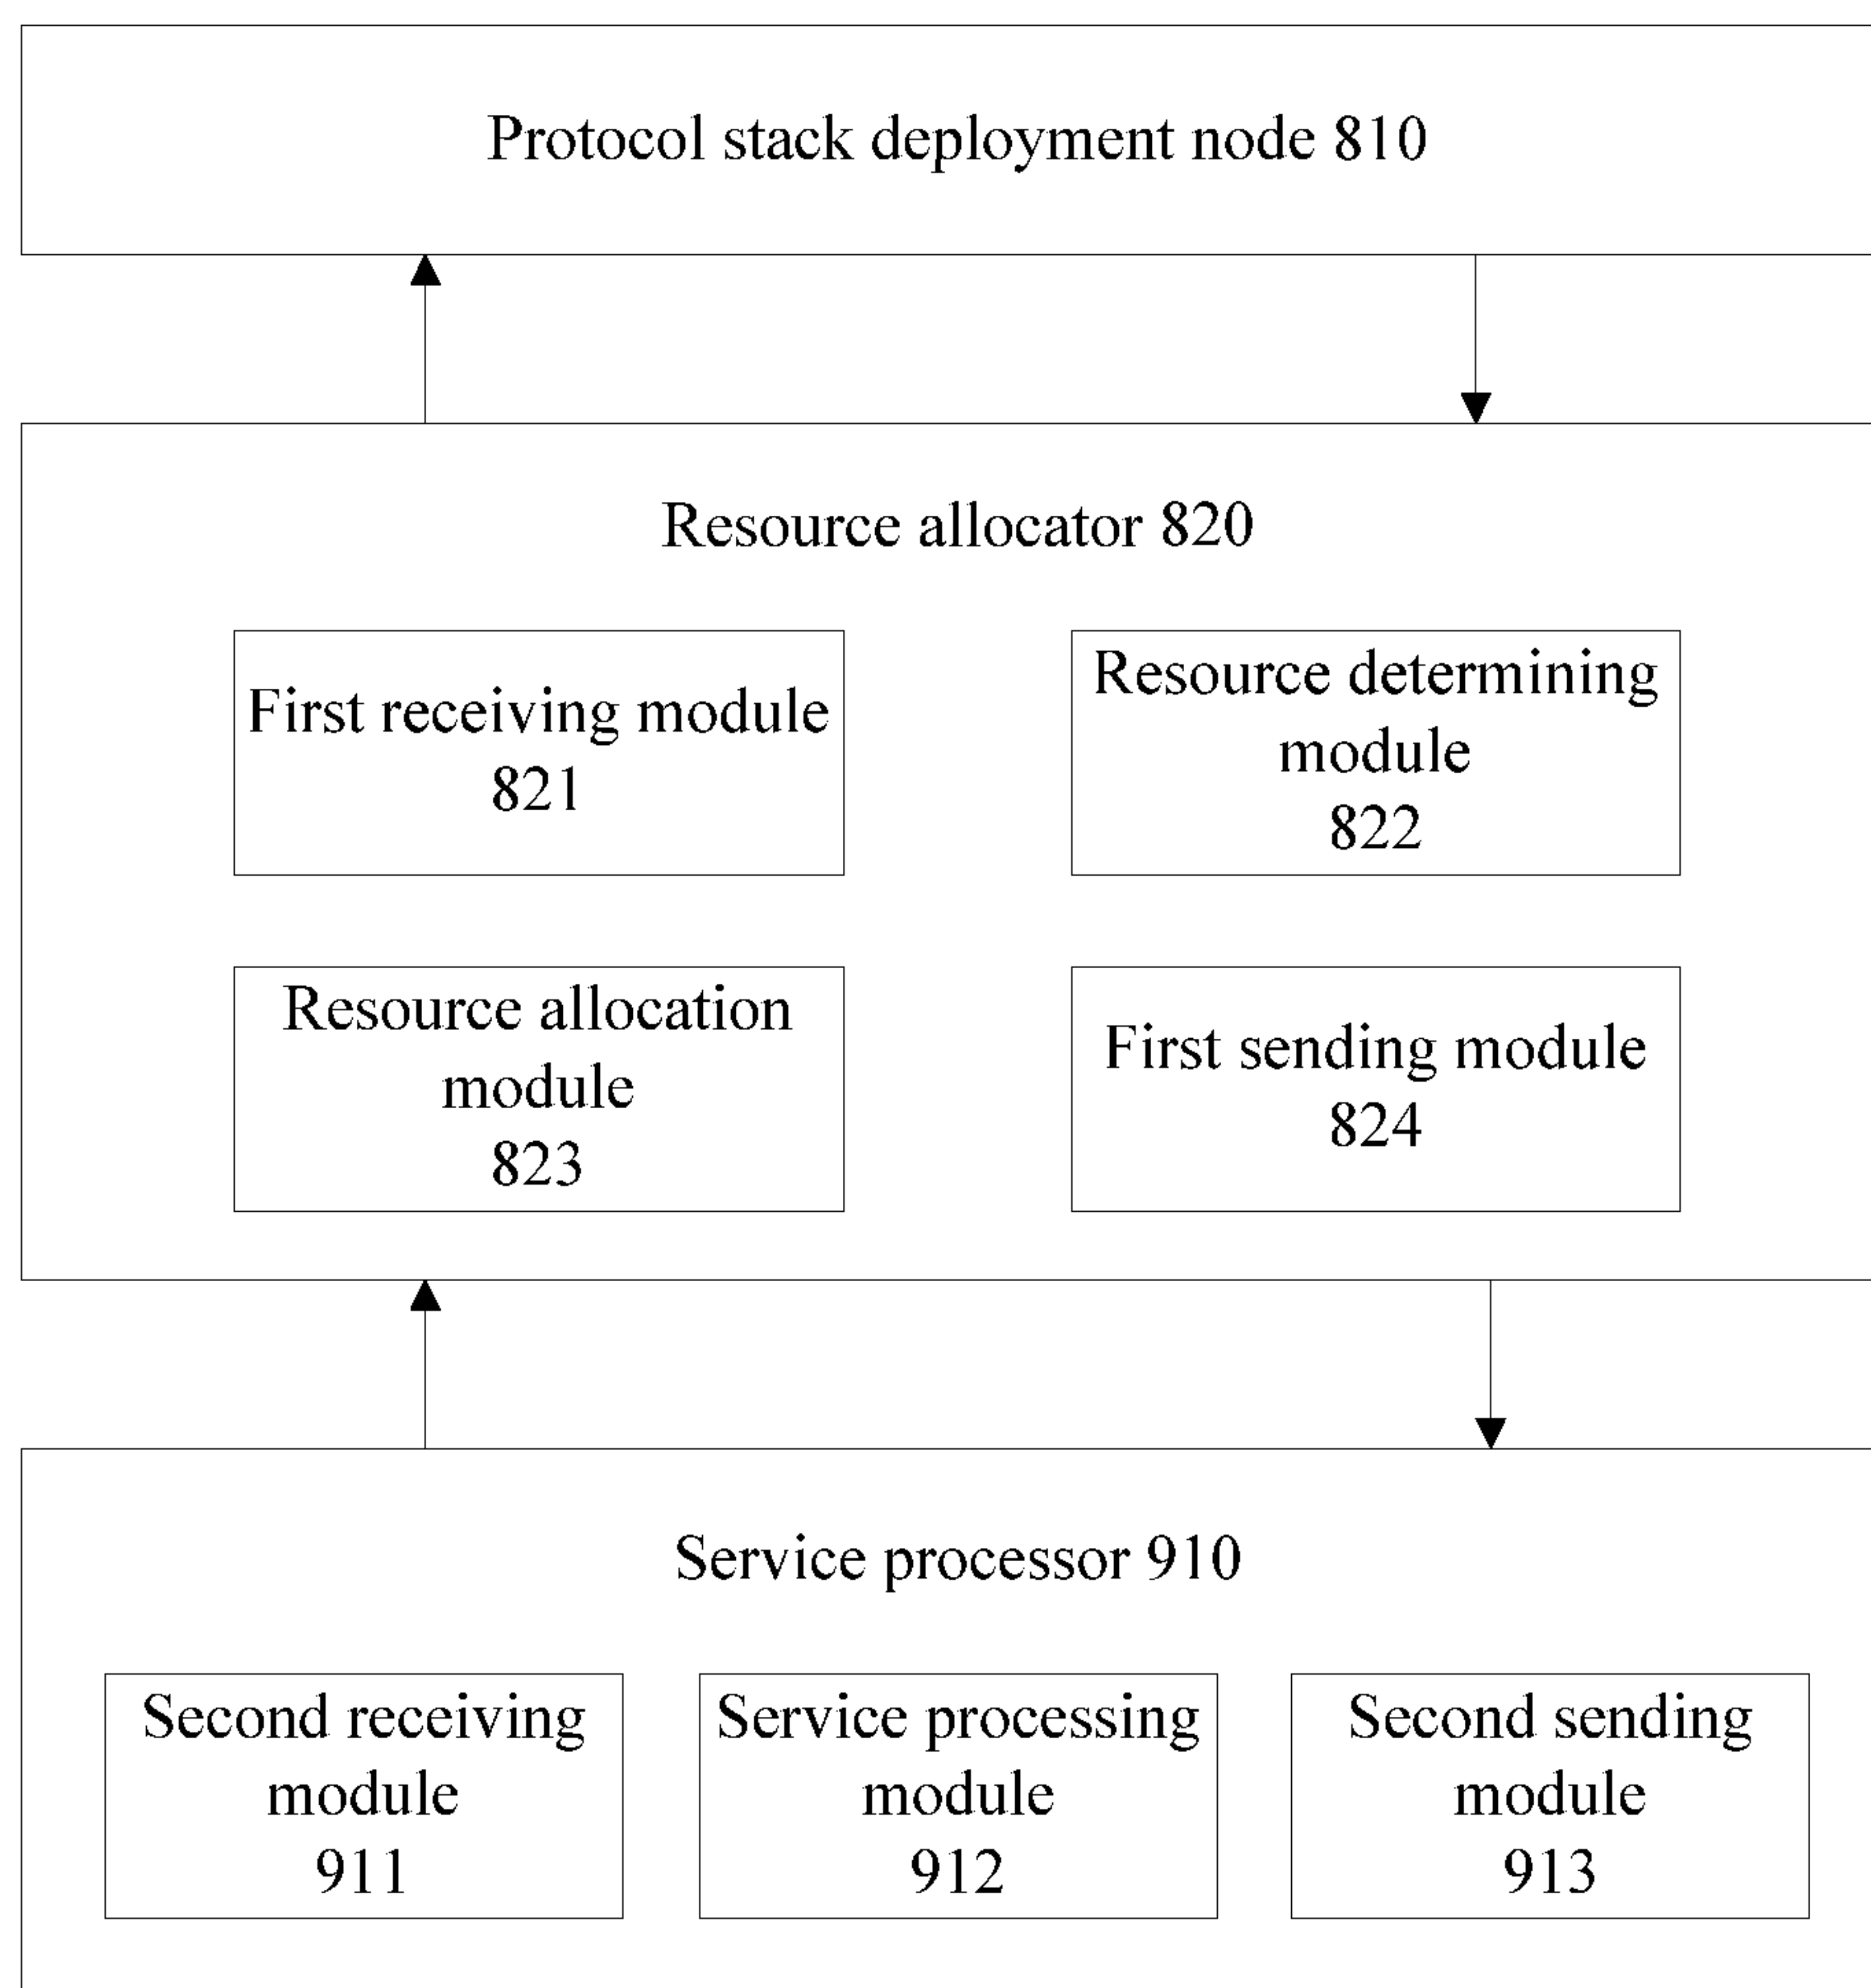 Protocol stack deployment node 810
Resource allocator 820
First receiving module
821
Resource determining
module
822
Resource allocation
module
823
First sending module
824
Service processor 910
Second receiving
module
911
Service processing
module
912
Second sending
module
913